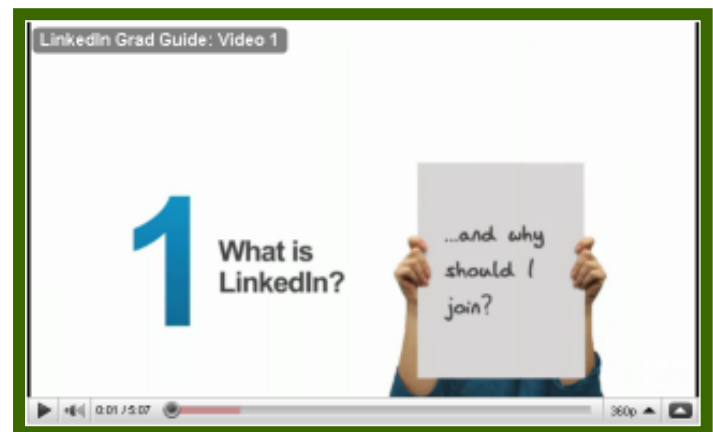 LinkedIn Grad Guide: Video 1
1
What is
LinkedIn?
...and why
should I
join?
0:01 / 5:07
360p